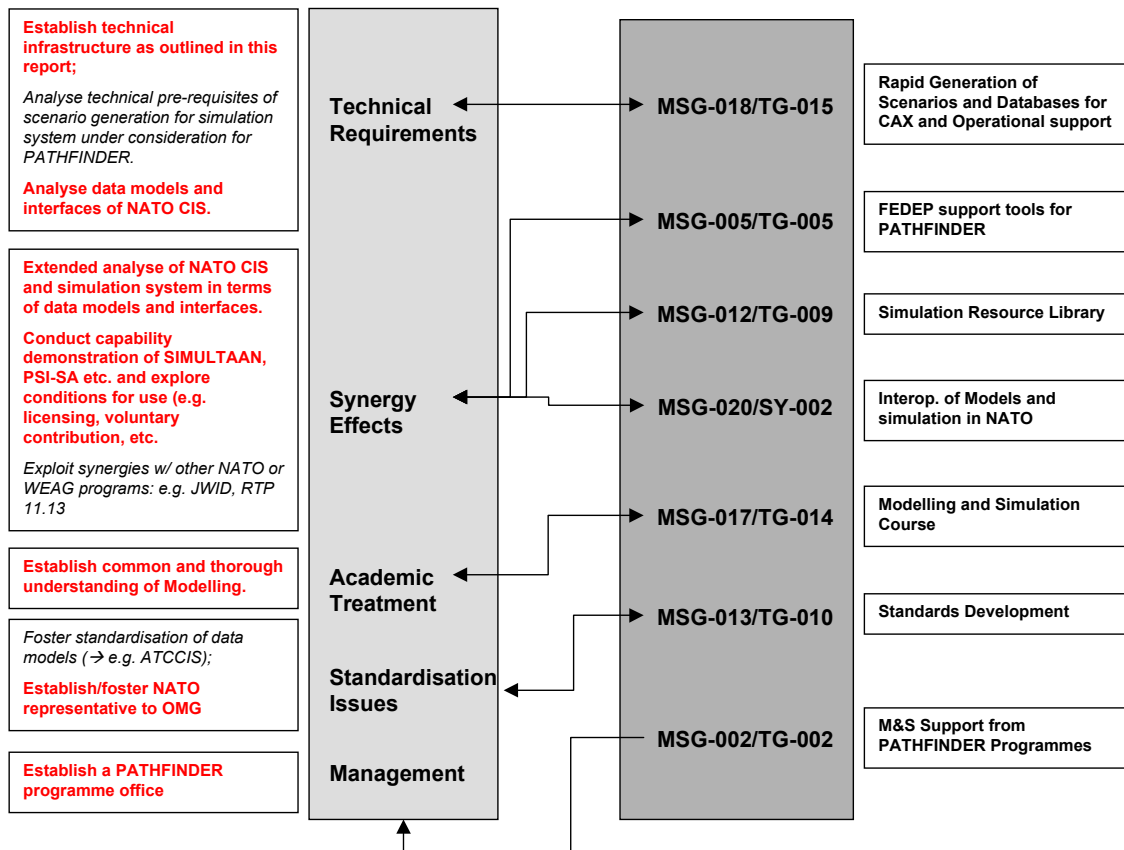 Establish technical
infrastructure as outlined in this
report;
Analyse technical pre-requisites of
scenario generation for simulation
system under consideration for
PATHFINDER.
Analyse data models and
interfaces of NATO CIS.
Extended analyse of NATO CIS
and simulation system in terms
of data models and interfaces.
Conduct capability
demonstration of SIMULTAAN,
PSI-SA etc. and explore
conditions for use (e.g.
licensing, voluntary
contribution, etc.
Exploit synergies w/ other NATO or
WEAG programs: e.g. JWID, RTP
11.13
Establish common and thorough
understanding of Modelling.
Foster standardisation of data
models (→ e.g. ATCCIS);
Establish/foster NATO
representative to OMG
Establish a PATHFINDER
programme office
Technical
Requirements
Synergy
Effects
Academic
Treatment
Standardisation
Issues
Management
MSG-018/TG-015
MSG-005/TG-005
MSG-012/TG-009
MSG-020/SY-002
MSG-017/TG-014
MSG-013/TG-010
MSG-002/TG-002
Rapid Generation of
Scenarios and Databases for
CAX and Operational support
FEDEP support tools for
PATHFINDER
Simulation Resource Library
Interop. of Models and
simulation in NATO
Modelling and Simulation
Course
Standards Development
M&S Support from
PATHFINDER Programmes